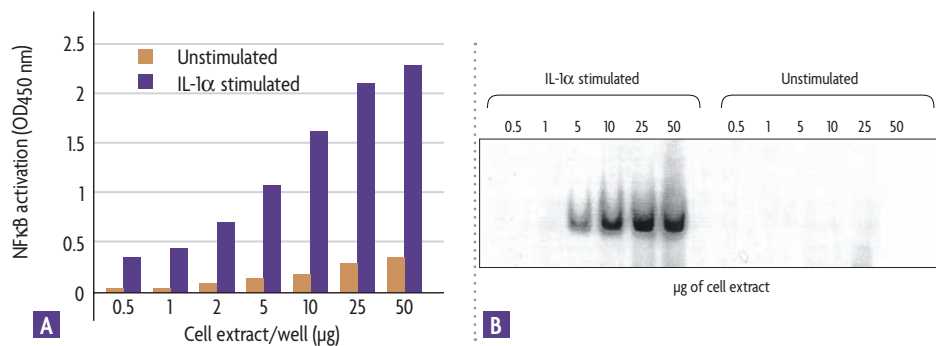 2.5
2
1.5
1
0.5
0
NFκB activation (OD450 nm)
Unstimulated
IL-1α stimulated
0.5 1 2 5 10 25 50
Cell extract/well (µg)
A
IL-1α stimulated Unstimulated
0.5 1 5 10 25 50 0.5 1 5 10 25 50
µg of cell extract
B